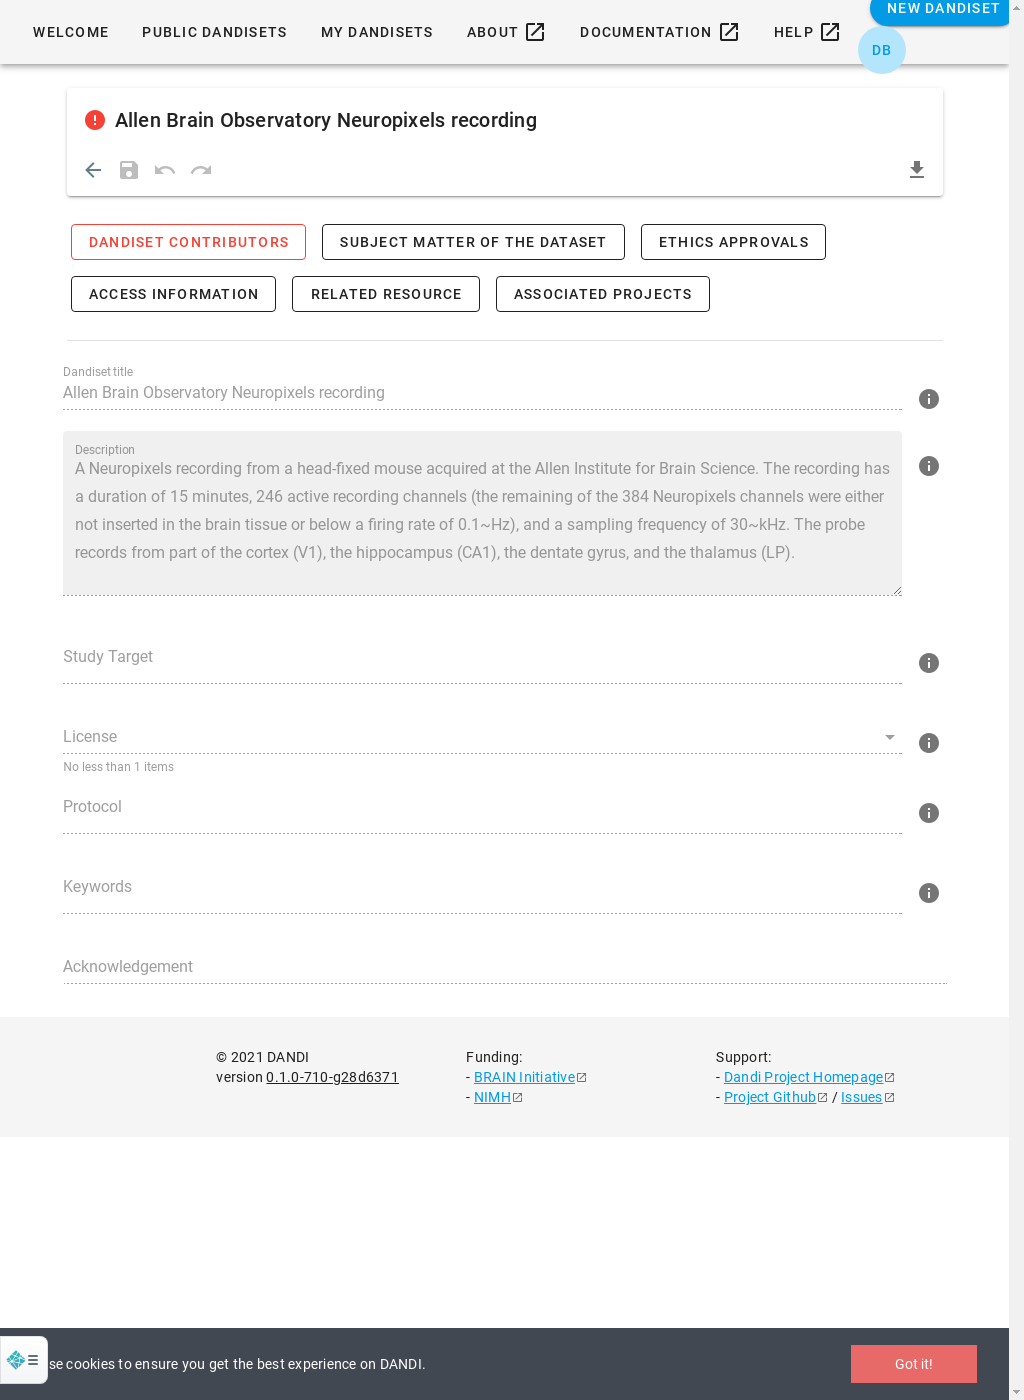 NEW DANDISET
WELCOME PUBLIC DANDISETS MY DANDISETS ABOUT DOCUMENTATION HELP
DB
Allen Brain Observatory Neuropixels recording
DANDISET CONTRIBUTORS SUBJECT MATTER OF THE DATASET ETHICS APPROVALS
ACCESS INFORMATION RELATED RESOURCE ASSOCIATED PROJECTS
Dandiset title
Allen Brain Observatory Neuropixels recording
Description
A Neuropixels recording from a head-fixed mouse acquired at the Allen Institute for Brain Science. The recording has
a duration of 15 minutes, 246 active recording channels (the remaining of the 384 Neuropixels channels were either
not inserted in the brain tissue or below a firing rate of 0.1~Hz), and a sampling frequency of 30~kHz. The probe
records from part of the cortex (V1), the hippocampus (CA1), the dentate gyrus, and the thalamus (LP).
Study Target
License
No less than 1 items
Protocol
Keywords
Acknowledgement
© 2021 DANDI
version 0.1.0-710-g28d6371
Funding:
- BRAIN Initiative
- NIMH
Support:
- Dandi Project Homepage
- Project Github / Issues
se cookies to ensure you get the best experience on DANDI.
Got it!